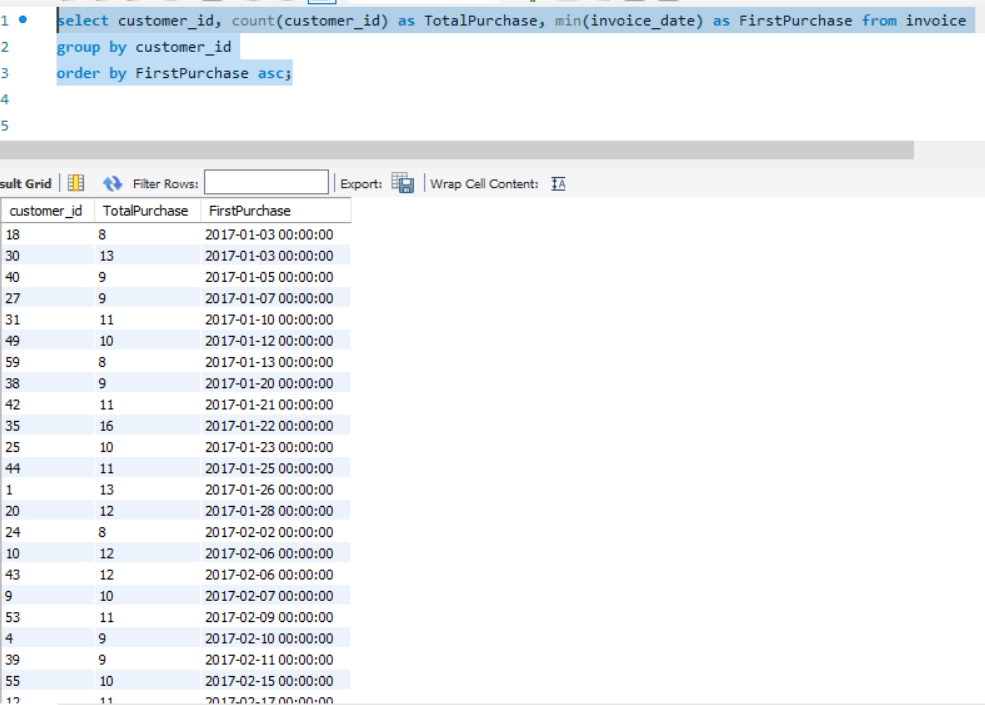 1 select customer_id, count(customer_id) as TotalPurchase, min(invoice_date) as FirstPurchase from invoice
2 group by customer_id
3 order by FirstPurchase asc;
4
5
sult Grid Filter Rows: Export: Wrap Cell Content: IA
customer_id TotalPurchase FirstPurchase
18 8 2017-01-03 00:00:00
30 13 2017-01-03 00:00:00
40 9 2017-01-05 00:00:00
27 9 2017-01-07 00:00:00
31 11 2017-01-10 00:00:00
49 10 2017-01-12 00:00:00
59 8 2017-01-13 00:00:00
38 9 2017-01-20 00:00:00
42 11 2017-01-21 00:00:00
35 16 2017-01-22 00:00:00
25 10 2017-01-23 00:00:00
44 11 2017-01-25 00:00:00
1 13 2017-01-26 00:00:00
20 12 2017-01-28 00:00:00
24 8 2017-02-02 00:00:00
10 12 2017-02-06 00:00:00
43 12 2017-02-06 00:00:00
9 10 2017-02-07 00:00:00
53 11 2017-02-09 00:00:00
4 9 2017-02-10 00:00:00
39 9 2017-02-11 00:00:00
55 10 2017-02-15 00:00:00
12 11 2017-02-17 00:00:00